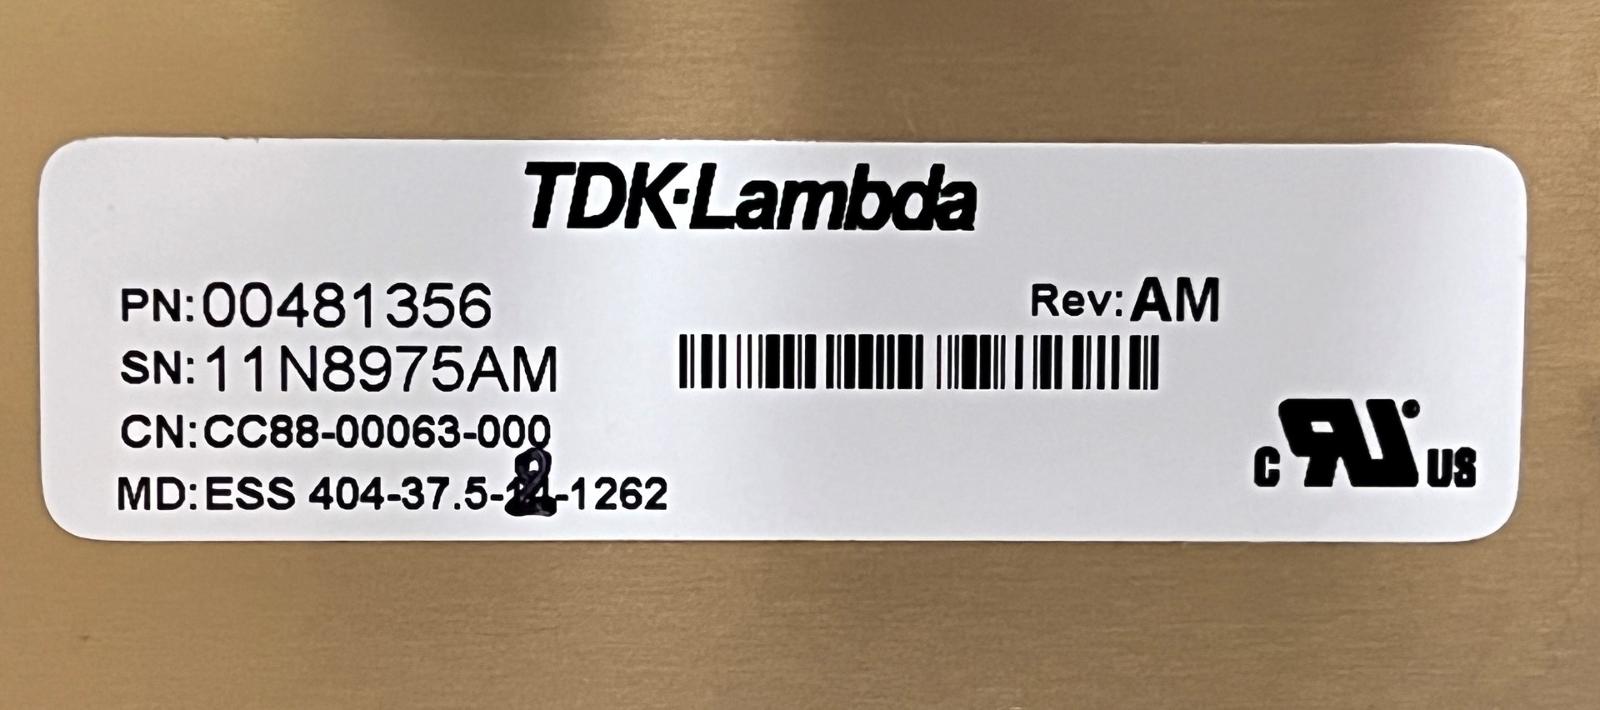 TDK·Lambda
PN:00481356
Rev:AM
SN:11N8975AM
CN:CC88-00063-000
MD:ESS 404-37.5- -1262
C RU® US